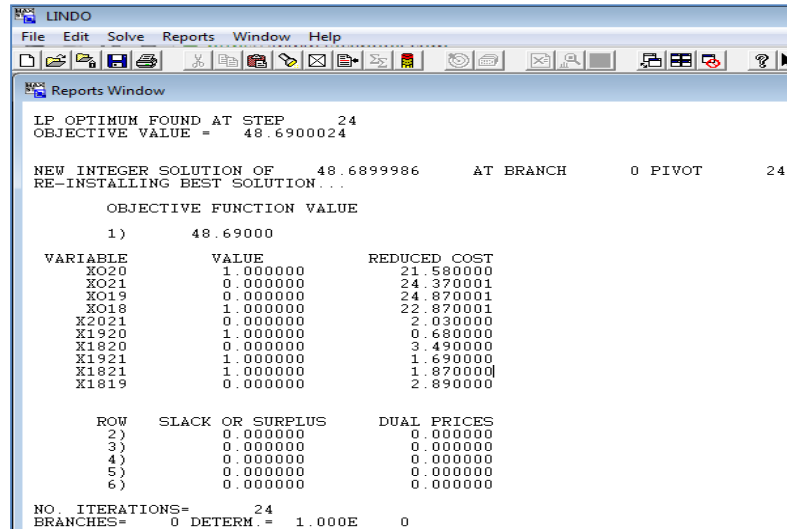 LINDO
File Edit Solve Reports Window Help
Reports Window
LP OPTIMUM FOUND AT STEP 24
OBJECTIVE VALUE = 48.6900024
NEW INTEGER SOLUTION OF 48.6899986 AT BRANCH 0 PIVOT 24
RE-INSTALLING BEST SOLUTION...
OBJECTIVE FUNCTION VALUE
1) 48.69000
VARIABLE VALUE REDUCED COST
XO20 1.000000 21.580000
XO21 0.000000 24.370001
XO19 0.000000 24.870001
XO18 1.000000 22.870001
X2021 0.000000 2.030000
X1920 1.000000 0.680000
X1820 0.000000 3.490000
X1921 1.000000 1.690000
X1821 1.000000 1.870000
X1819 0.000000 2.890000
ROW SLACK OR SURPLUS DUAL PRICES
2) 0.000000 0.000000
3) 0.000000 0.000000
4) 0.000000 0.000000
5) 0.000000 0.000000
6) 0.000000 0.000000
NO. ITERATIONS= 24
BRANCHES= 0 DETERM.= 1.000E 0